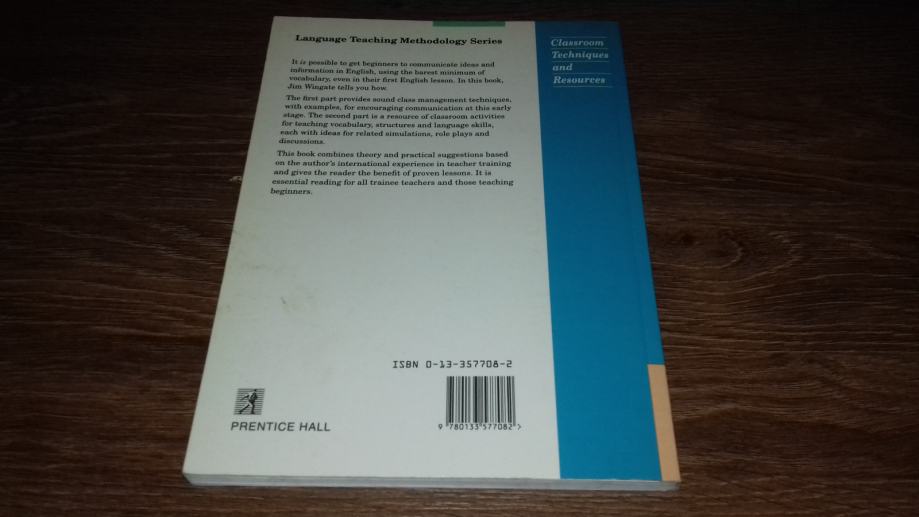 Language Teaching Methodology Series
It is possible to get beginners to communicate ideas and
information in English, using the barest minimum of
vocabulary, even in their first English lesson. In this book,
Jim Wingate tells you how.
The first part provides sound class management techniques,
with examples, for encouraging communication at this early
stage. The second part is a resource of classroom activities
for teaching vocabulary, structures and language skills,
each with ideas for related simulations, role plays and
discussions.
This book combines theory and practical suggestions based
on the author's international experience in teacher training
and gives the reader the benefit of proven lessons. It is
essential reading for all trainee teachers and those teaching
beginners.
Classroom
Techniques
and
Resources
ISBN 0-13-357708-2
9 780133 577082 >
PRENTICE HALL